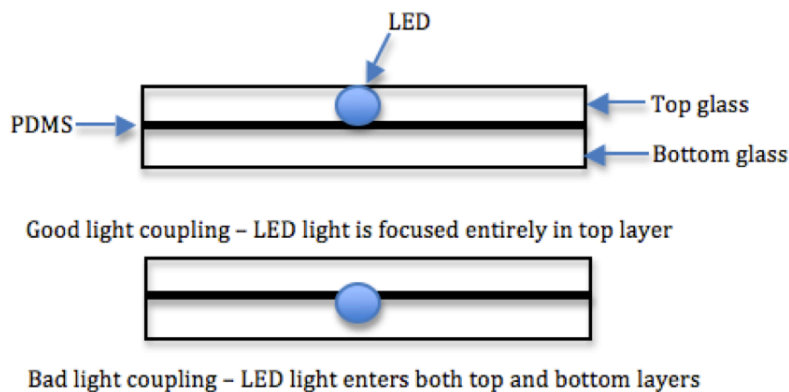 LED
Top glass
PDMS
Bottom glass
Good light coupling – LED light is focused entirely in top layer
Bad light coupling – LED light enters both top and bottom layers